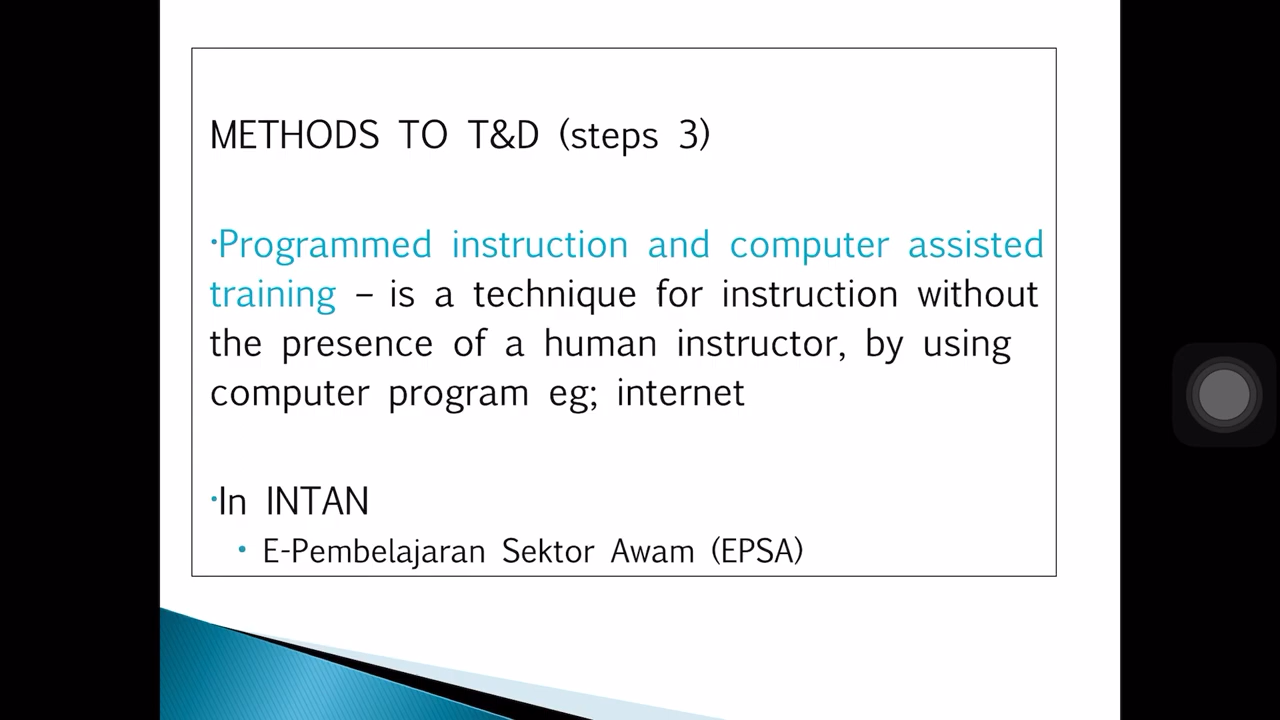 METHODS TO T&D (steps 3)
•Programmed instruction and computer assisted
training – is a technique for instruction without
the presence of a human instructor, by using
computer program eg; internet
•In INTAN
• E-Pembelajaran Sektor Awam (EPSA)